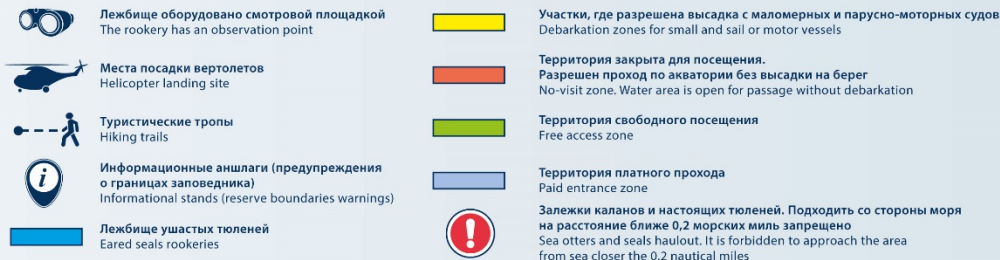 Лежбище оборудовано смотровой площадкой
The rookery has an observation point
Места посадки вертолетов
Helicopter landing site
Туристические тропы
Hiking trails
i
Информационные аншлаги (предупреждения
о границах заповедника)
Informational stands (reserve boundaries warnings)
Лежбище ушастых тюленей
Eared seals rookeries
Участки, где разрешена высадка с маломерных и парусно-моторных судов
Debarkation zones for small and sail or motor vessels
Территория закрыта для посещения.
Разрешен проход по акватории без высадки на берег
No-visit zone. Water area is open for passage without debarkation
Территория свободного посещения
Free access zone
Территория платного прохода
Paid entrance zone
!
Залежки каланов и настоящих тюленей. Подходить со стороны моря
на расстояние ближе 0,2 морских миль запрещено
Sea otters and seals haulout. It is forbidden to approach the area
from sea closer the 0.2 nautical miles